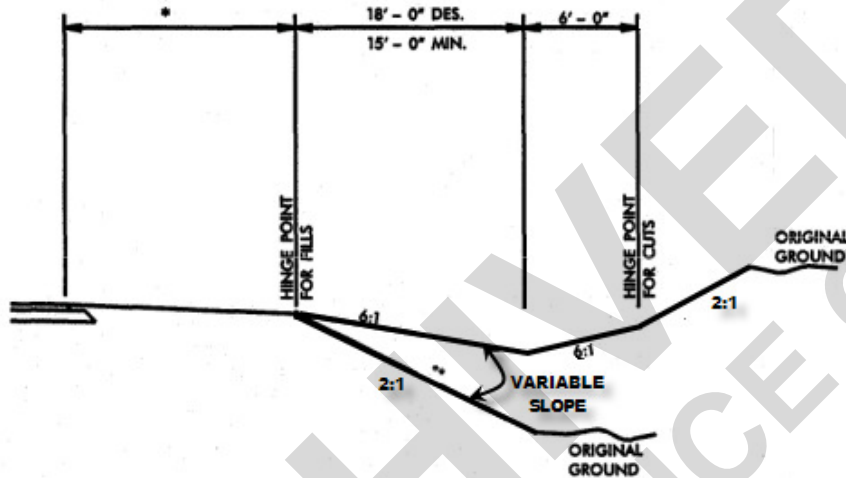 *
18' - 0" DES.
15' - 0" MIN.
6' - 0"
HINGE POINT
FOR FILLS
HINGE POINT
FOR CUTS
ORIGINAL
GROUND
2:1
6:1
6:1
2:1
**
VARIABLE
SLOPE
ORIGINAL
GROUND